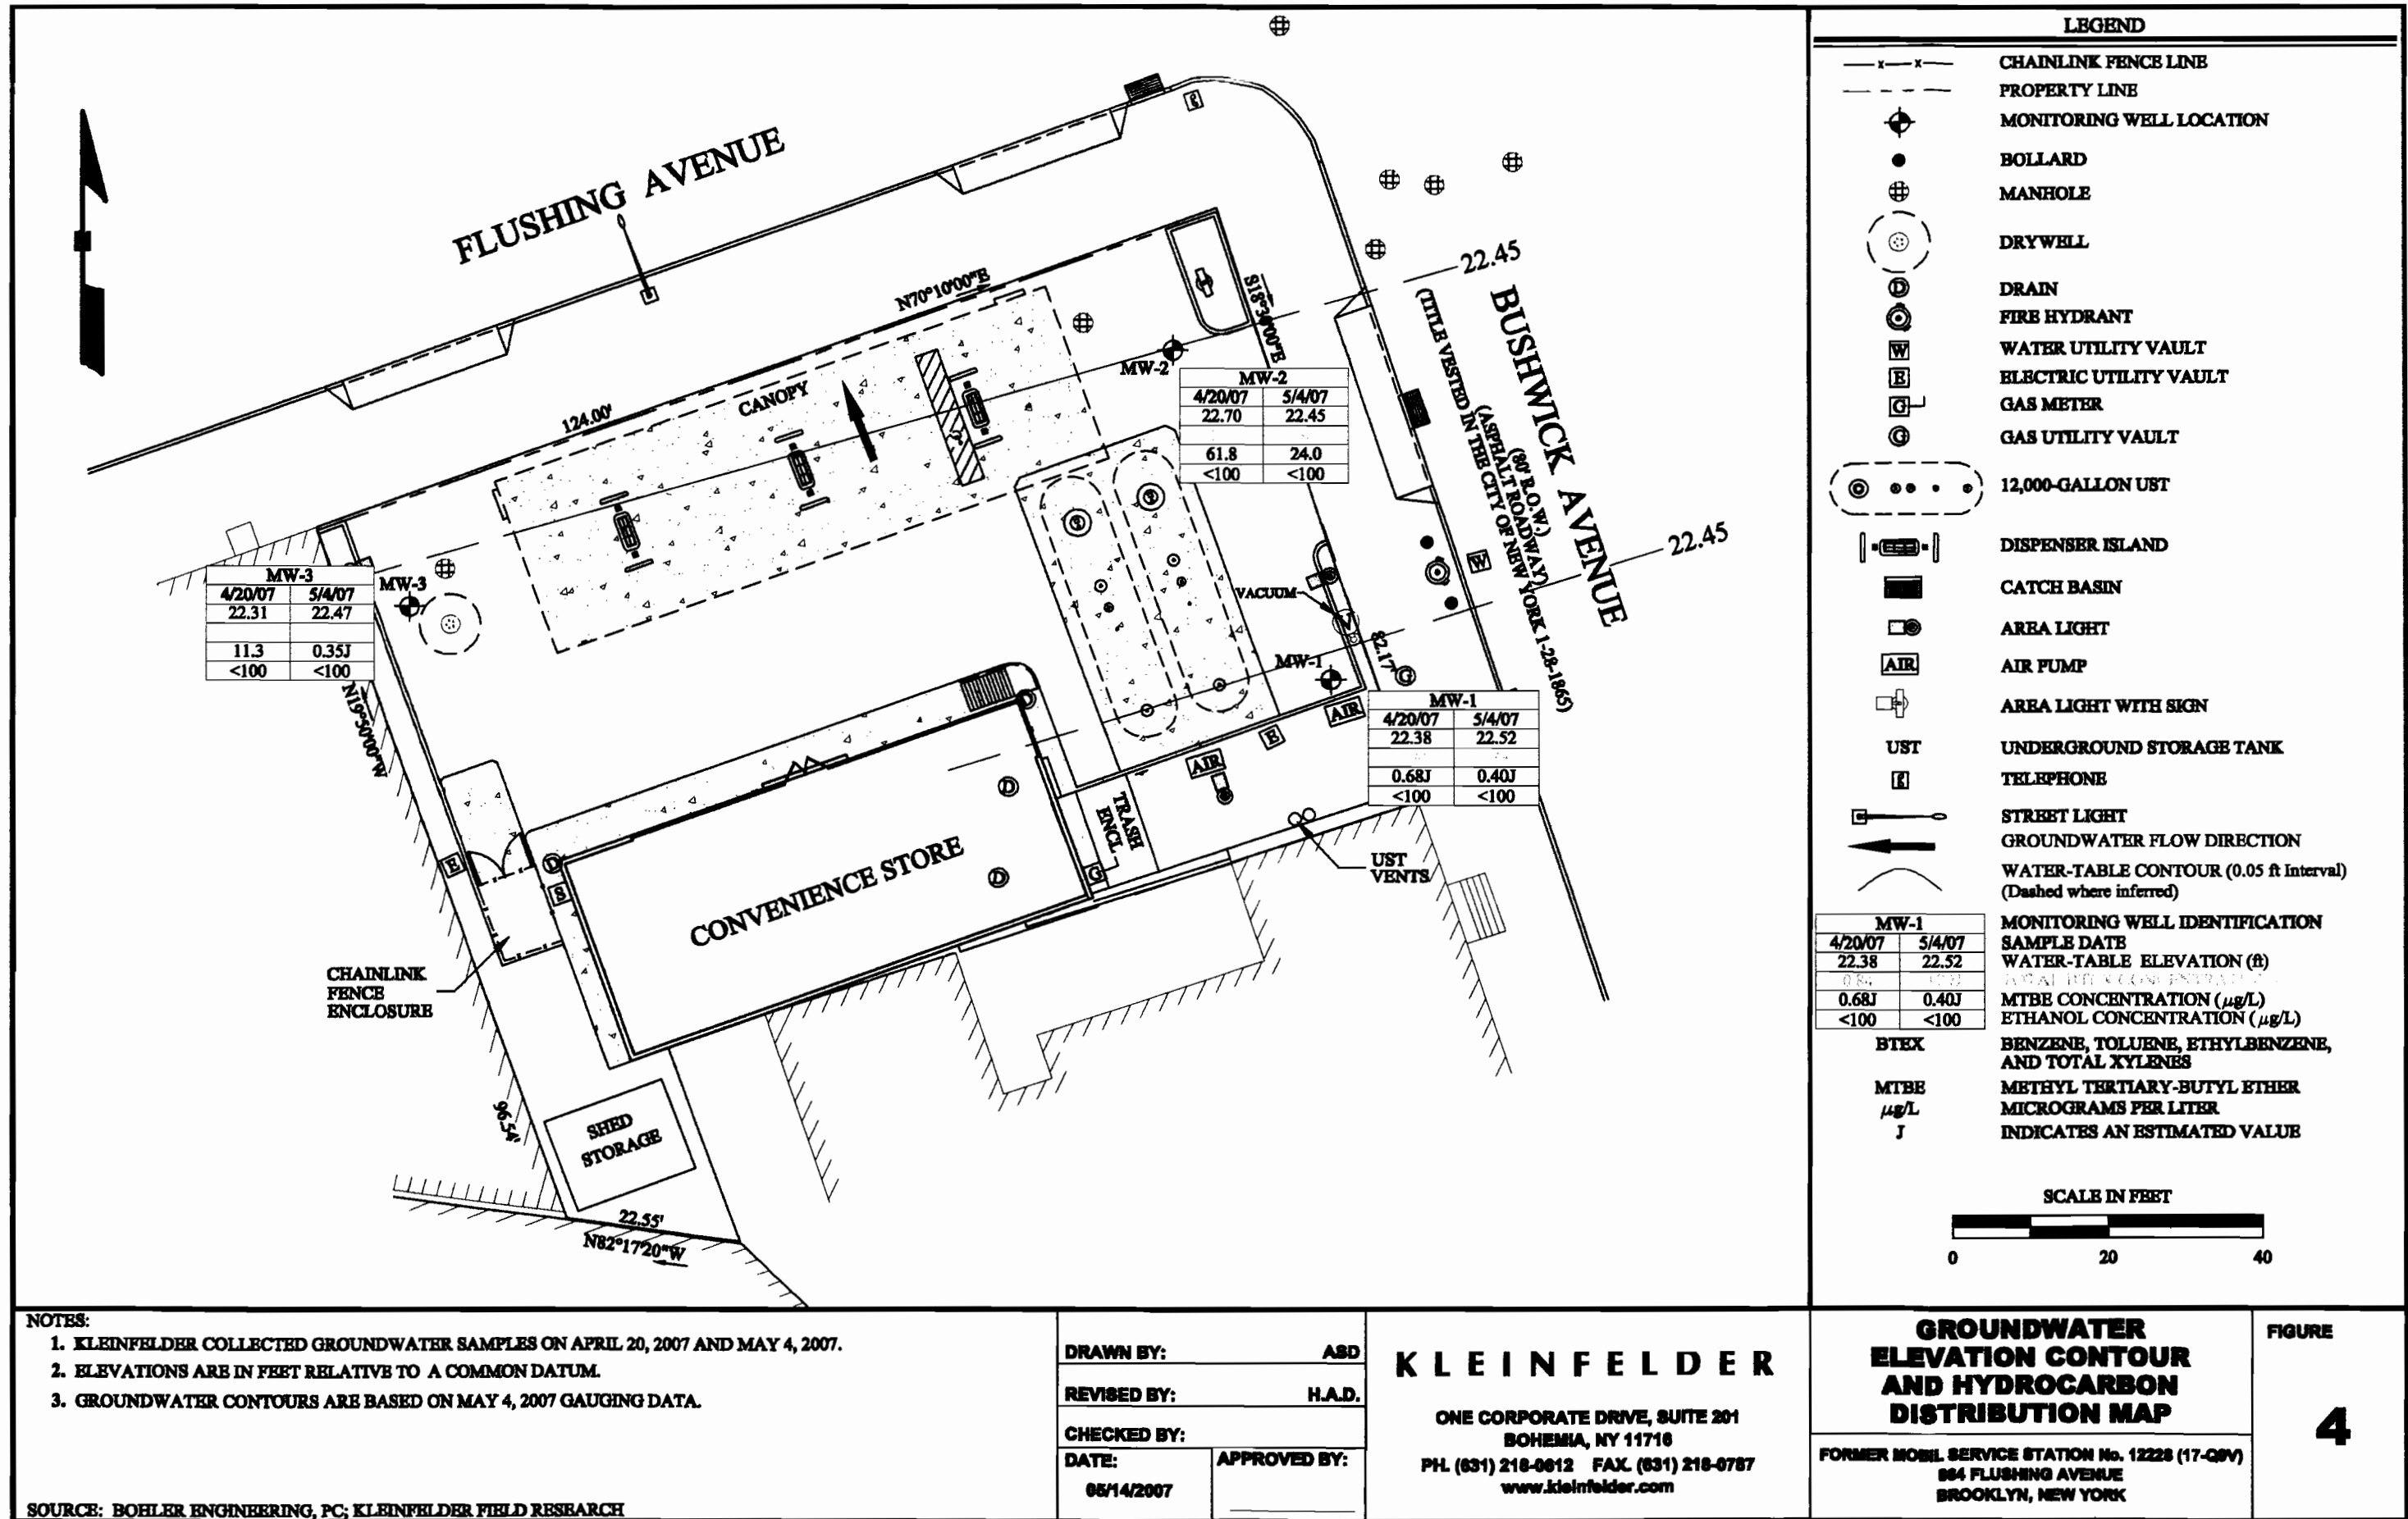 FLUSHING AVENUE
N70°10'00"E
124.00'
CANOPY
S18°34'00"E
22.45
BUSHWICK AVENUE
(80' R.O.W.)
(ASPHALT ROADWAY)
(TITLE VESTED IN THE CITY OF NEW YORK 1-28-1865)
22.45
MW-2
MW-2
4/20/07 5/4/07
22.70 22.45
61.8 24.0
<100 <100
MW-3
MW-3
4/20/07 5/4/07
22.31 22.47
11.3 0.35J
<100 <100
N19°50'00"W
VACUUM
82.17'
MW-1
MW-1
4/20/07 5/4/07
22.38 22.52
0.68J 0.40J
<100 <100
AIR
E
AIR
G
W
D
D
D
TRASH
ENCL.
G
UST
VENTS
CONVENIENCE STORE
E
D
S
CHAINLINK
FENCE
ENCLOSURE
96.54'
SHED
STORAGE
22.55'
N82°17'20"W
LEGEND
CHAINLINK FENCE LINE
PROPERTY LINE
MONITORING WELL LOCATION
BOLLARD
MANHOLE
DRYWELL
D DRAIN
FIRE HYDRANT
W WATER UTILITY VAULT
E ELECTRIC UTILITY VAULT
G GAS METER
G GAS UTILITY VAULT
12,000-GALLON UST
DISPENSER ISLAND
CATCH BASIN
AREA LIGHT
AIR AIR PUMP
AREA LIGHT WITH SIGN
UST UNDERGROUND STORAGE TANK
TELEPHONE
STREET LIGHT
GROUNDWATER FLOW DIRECTION
WATER-TABLE CONTOUR (0.05 ft Interval)
(Dashed where inferred)
MW-1 MONITORING WELL IDENTIFICATION
4/20/07 5/4/07 SAMPLE DATE
22.38 22.52 WATER-TABLE ELEVATION (ft)
0.68J 0.40J MTBE CONCENTRATION (µg/L)
<100 <100 ETHANOL CONCENTRATION (µg/L)
BTEX BENZENE, TOLUENE, ETHYLBENZENE,
AND TOTAL XYLENES
MTBE METHYL TERTIARY-BUTYL ETHER
µg/L MICROGRAMS PER LITER
J INDICATES AN ESTIMATED VALUE
SCALE IN FEET
0 20 40
NOTES:
1. KLEINFELDER COLLECTED GROUNDWATER SAMPLES ON APRIL 20, 2007 AND MAY 4, 2007.
2. ELEVATIONS ARE IN FEET RELATIVE TO A COMMON DATUM.
3. GROUNDWATER CONTOURS ARE BASED ON MAY 4, 2007 GAUGING DATA.
SOURCE: BOHLER ENGINEERING, PC; KLEINFELDER FIELD RESEARCH
DRAWN BY: ASD
REVISED BY: H.A.D.
CHECKED BY:
DATE: APPROVED BY:
05/14/2007
KLEINFELDER
ONE CORPORATE DRIVE, SUITE 201
BOHEMIA, NY 11716
PH. (631) 218-0612 FAX. (631) 218-0787
www.kleinfelder.com
GROUNDWATER
ELEVATION CONTOUR
AND HYDROCARBON
DISTRIBUTION MAP
FORMER MOBIL SERVICE STATION No. 12228 (17-Q9V)
864 FLUSHING AVENUE
BROOKLYN, NEW YORK
FIGURE
4